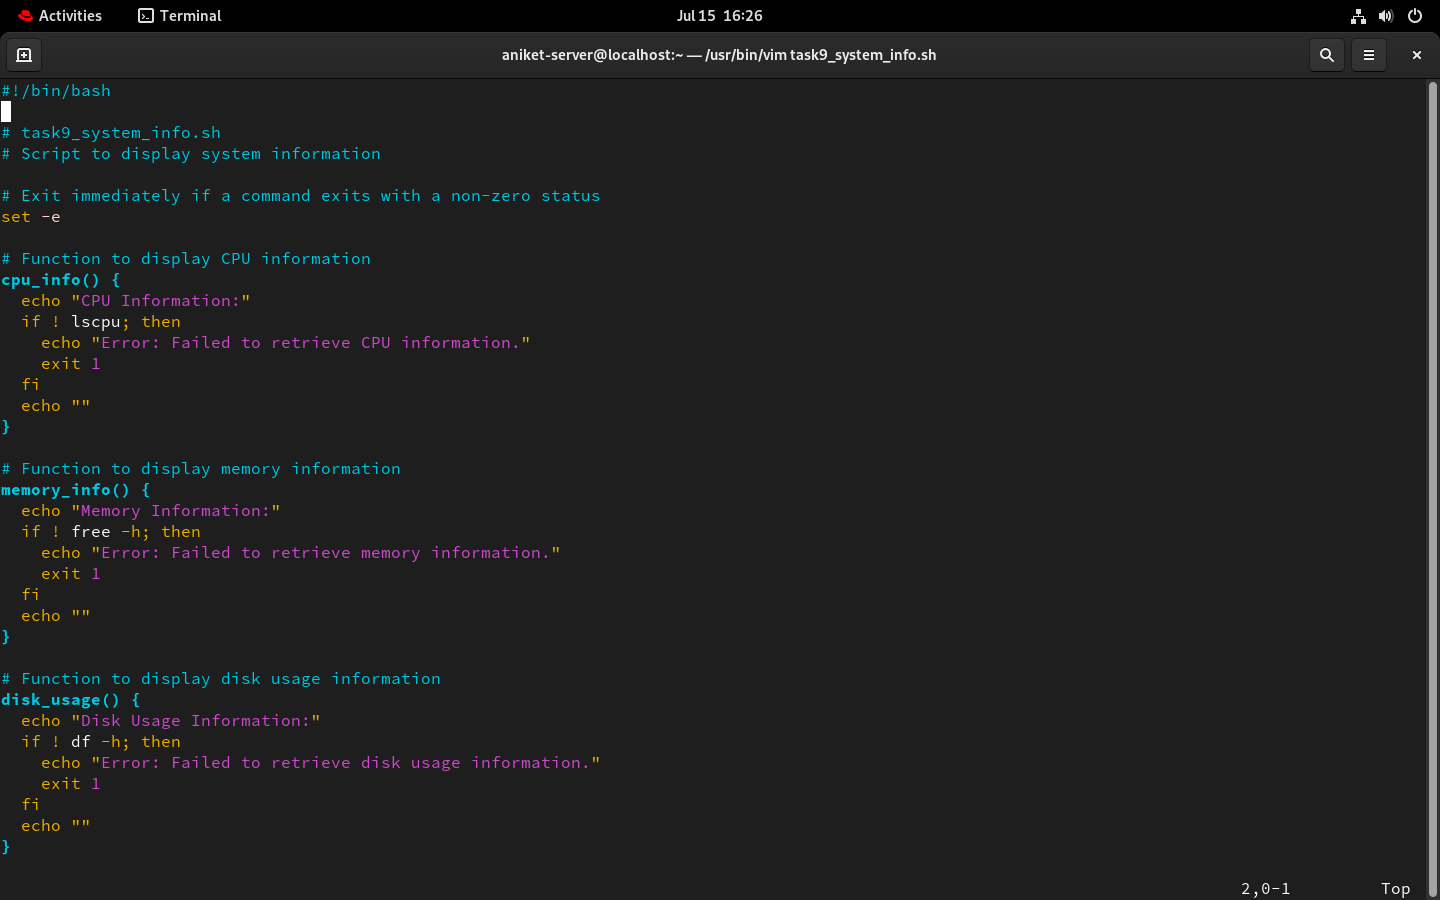 Activities Terminal Jul 15 16:26
aniket-server@localhost:~ — /usr/bin/vim task9_system_info.sh
#!/bin/bash

# task9_system_info.sh
# Script to display system information

# Exit immediately if a command exits with a non-zero status
set -e

# Function to display CPU information
cpu_info() {
  echo "CPU Information:"
  if ! lscpu; then
    echo "Error: Failed to retrieve CPU information."
    exit 1
  fi
  echo ""
}

# Function to display memory information
memory_info() {
  echo "Memory Information:"
  if ! free -h; then
    echo "Error: Failed to retrieve memory information."
    exit 1
  fi
  echo ""
}

# Function to display disk usage information
disk_usage() {
  echo "Disk Usage Information:"
  if ! df -h; then
    echo "Error: Failed to retrieve disk usage information."
    exit 1
  fi
  echo ""
}

2,0-1 Top